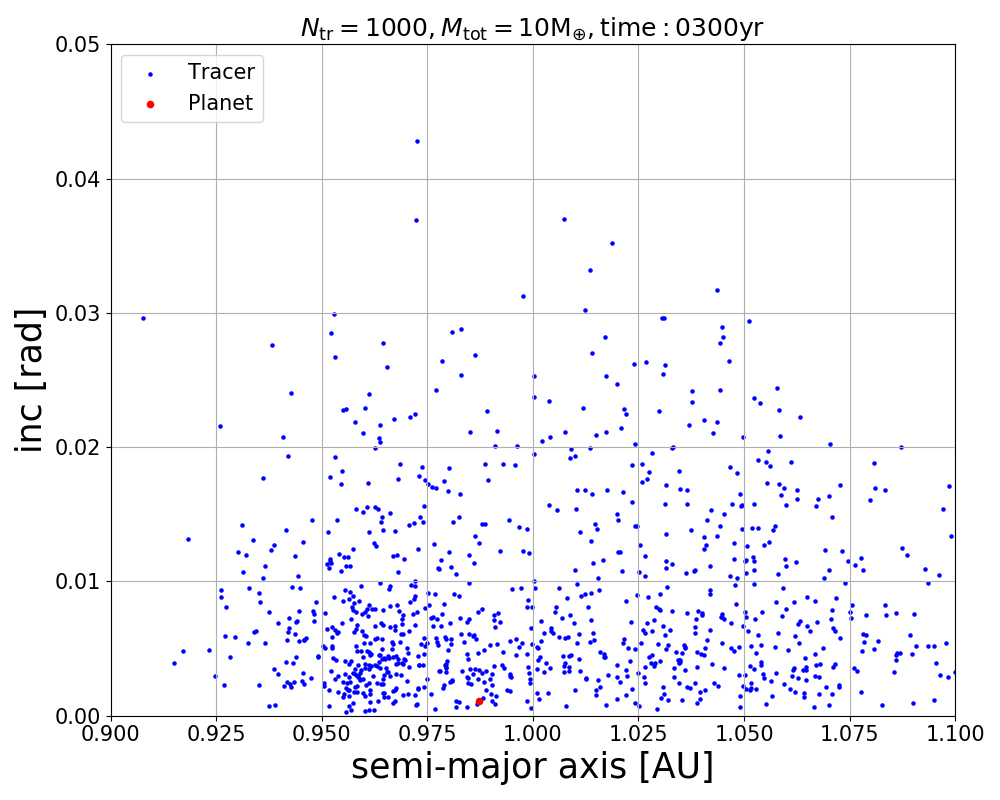 N_tr = 1000, M_tot = 10M_⊕, time : 0300yr
0.05
Tracer
Planet
0.04
0.03
inc [rad]
0.02
0.01
0.00
0.900 0.925 0.950 0.975 1.000 1.025 1.050 1.075 1.100
semi-major axis [AU]